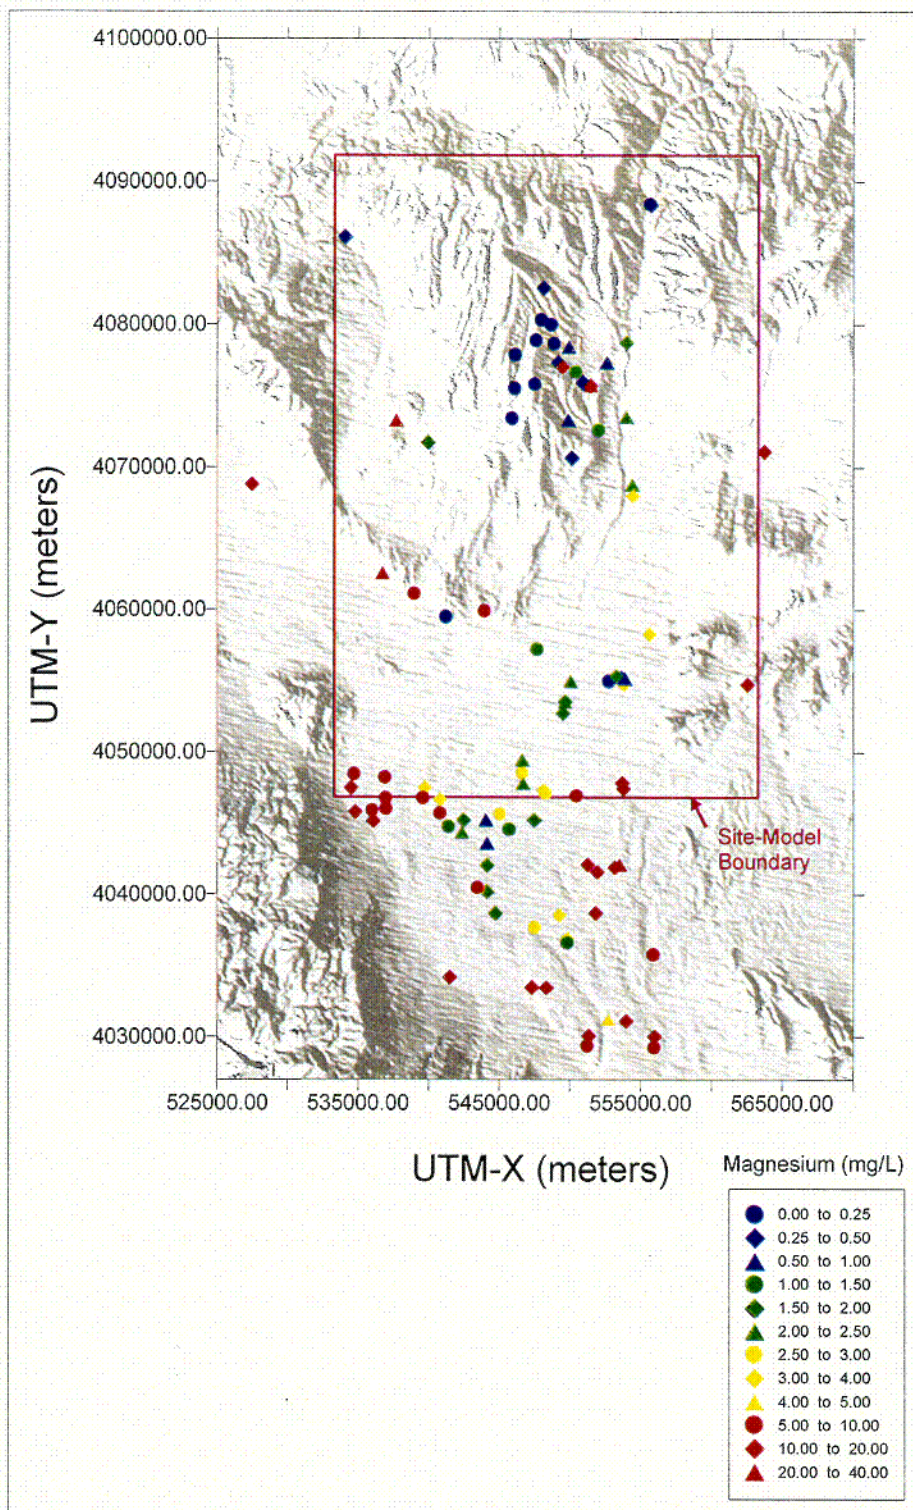 4100000.00
4090000.00
4080000.00
4070000.00
4060000.00
4050000.00
4040000.00
4030000.00
UTM-Y (meters)
Site-Model
Boundary
525000.00 535000.00 545000.00 555000.00 565000.00
UTM-X (meters)
Magnesium (mg/L)
0.00 to 0.25
0.25 to 0.50
0.50 to 1.00
1.00 to 1.50
1.50 to 2.00
2.00 to 2.50
2.50 to 3.00
3.00 to 4.00
4.00 to 5.00
5.00 to 10.00
10.00 to 20.00
20.00 to 40.00